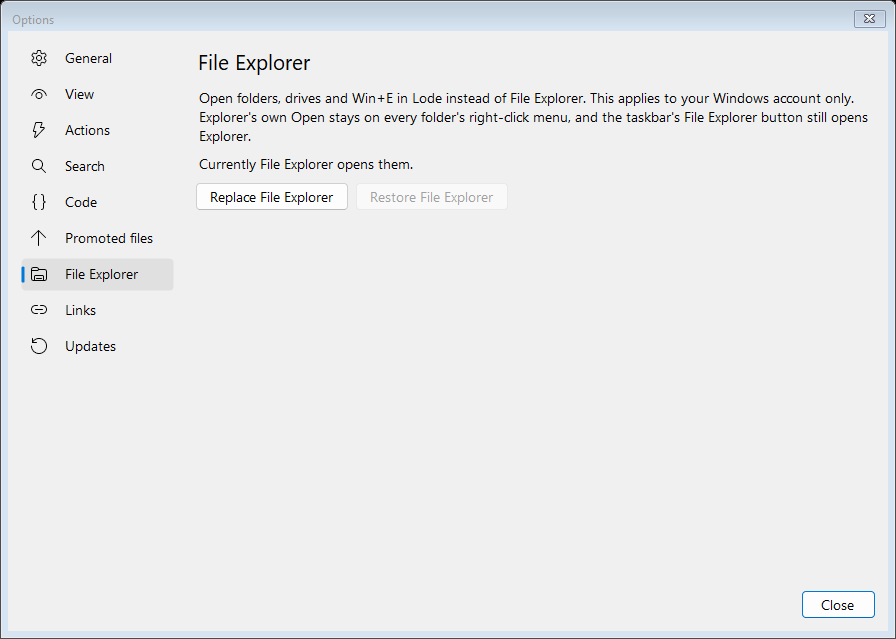 Options
General
View
Actions
Search
Code
Promoted files
File Explorer
Links
Updates
File Explorer
Open folders, drives and Win+E in Lode instead of File Explorer. This applies to your Windows account only.
Explorer's own Open stays on every folder's right-click menu, and the taskbar's File Explorer button still opens
Explorer.
Currently File Explorer opens them.
Replace File Explorer
Restore File Explorer
Close